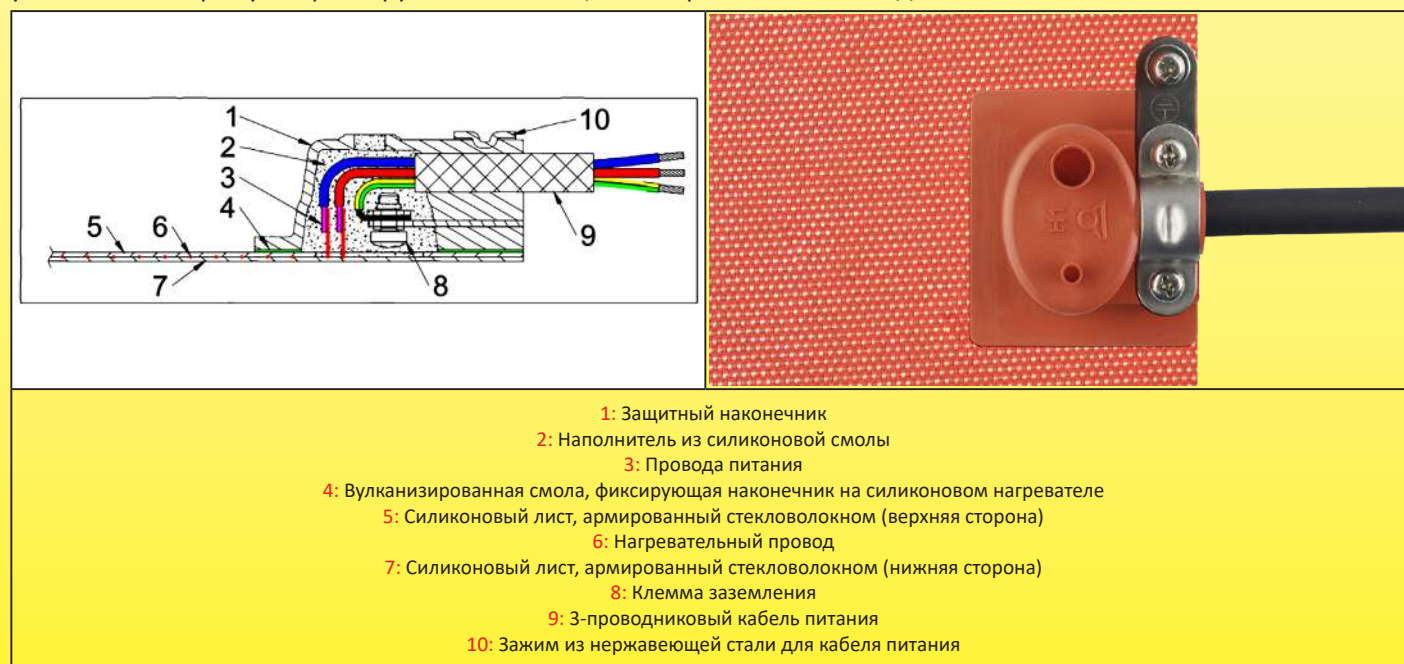 1
2
3
4
5
6
7
8
9
10
1: Защитный наконечник
2: Наполнитель из силиконовой смолы
3: Провода питания
4: Вулканизированная смола, фиксирующая наконечник на силиконовом нагревателе
5: Силиконовый лист, армированный стекловолокном (верхняя сторона)
6: Нагревательный провод
7: Силиконовый лист, армированный стекловолокном (нижняя сторона)
8: Клемма заземления
9: 3-проводниковый кабель питания
10: Зажим из нержавеющей стали для кабеля питания